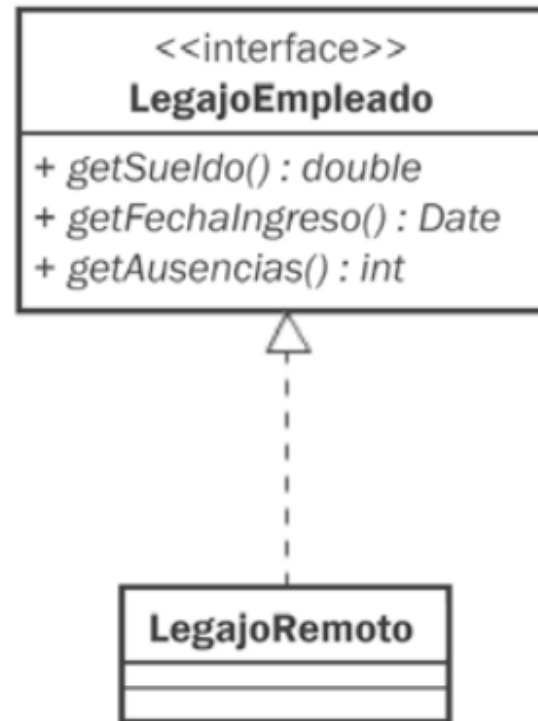 <<interface>>
LegajoEmpleado
+ getSueldo() : double
+ getFechaIngreso() : Date
+ getAusencias() : int
LegajoRemoto